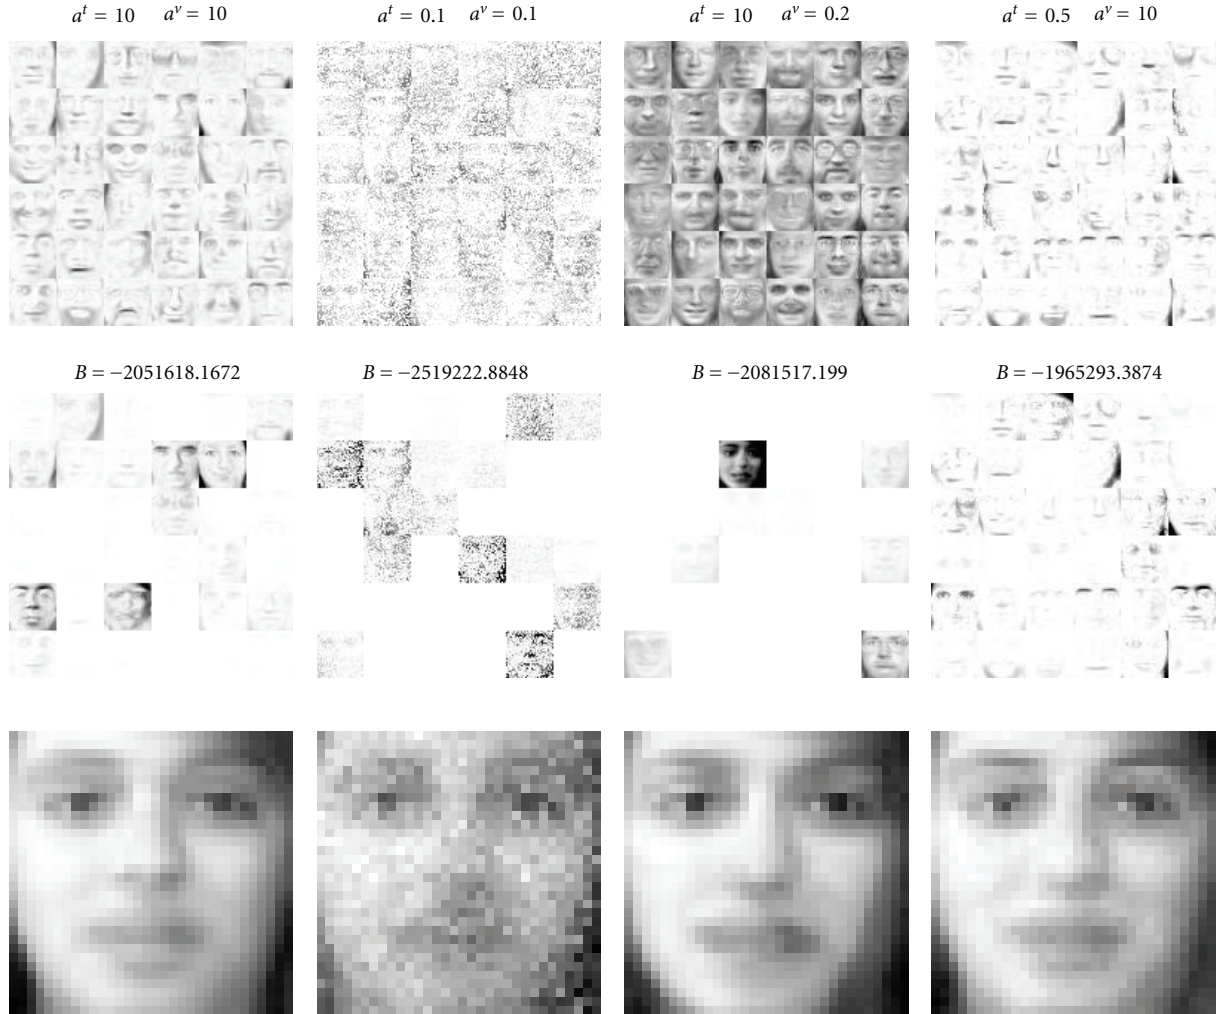 a^t = 10 a^v = 10 a^t = 0.1 a^v = 0.1 a^t = 10 a^v = 0.2 a^t = 0.5 a^v = 10
B = −2051618.1672 B = −2519222.8848 B = −2081517.199 B = −1965293.3874